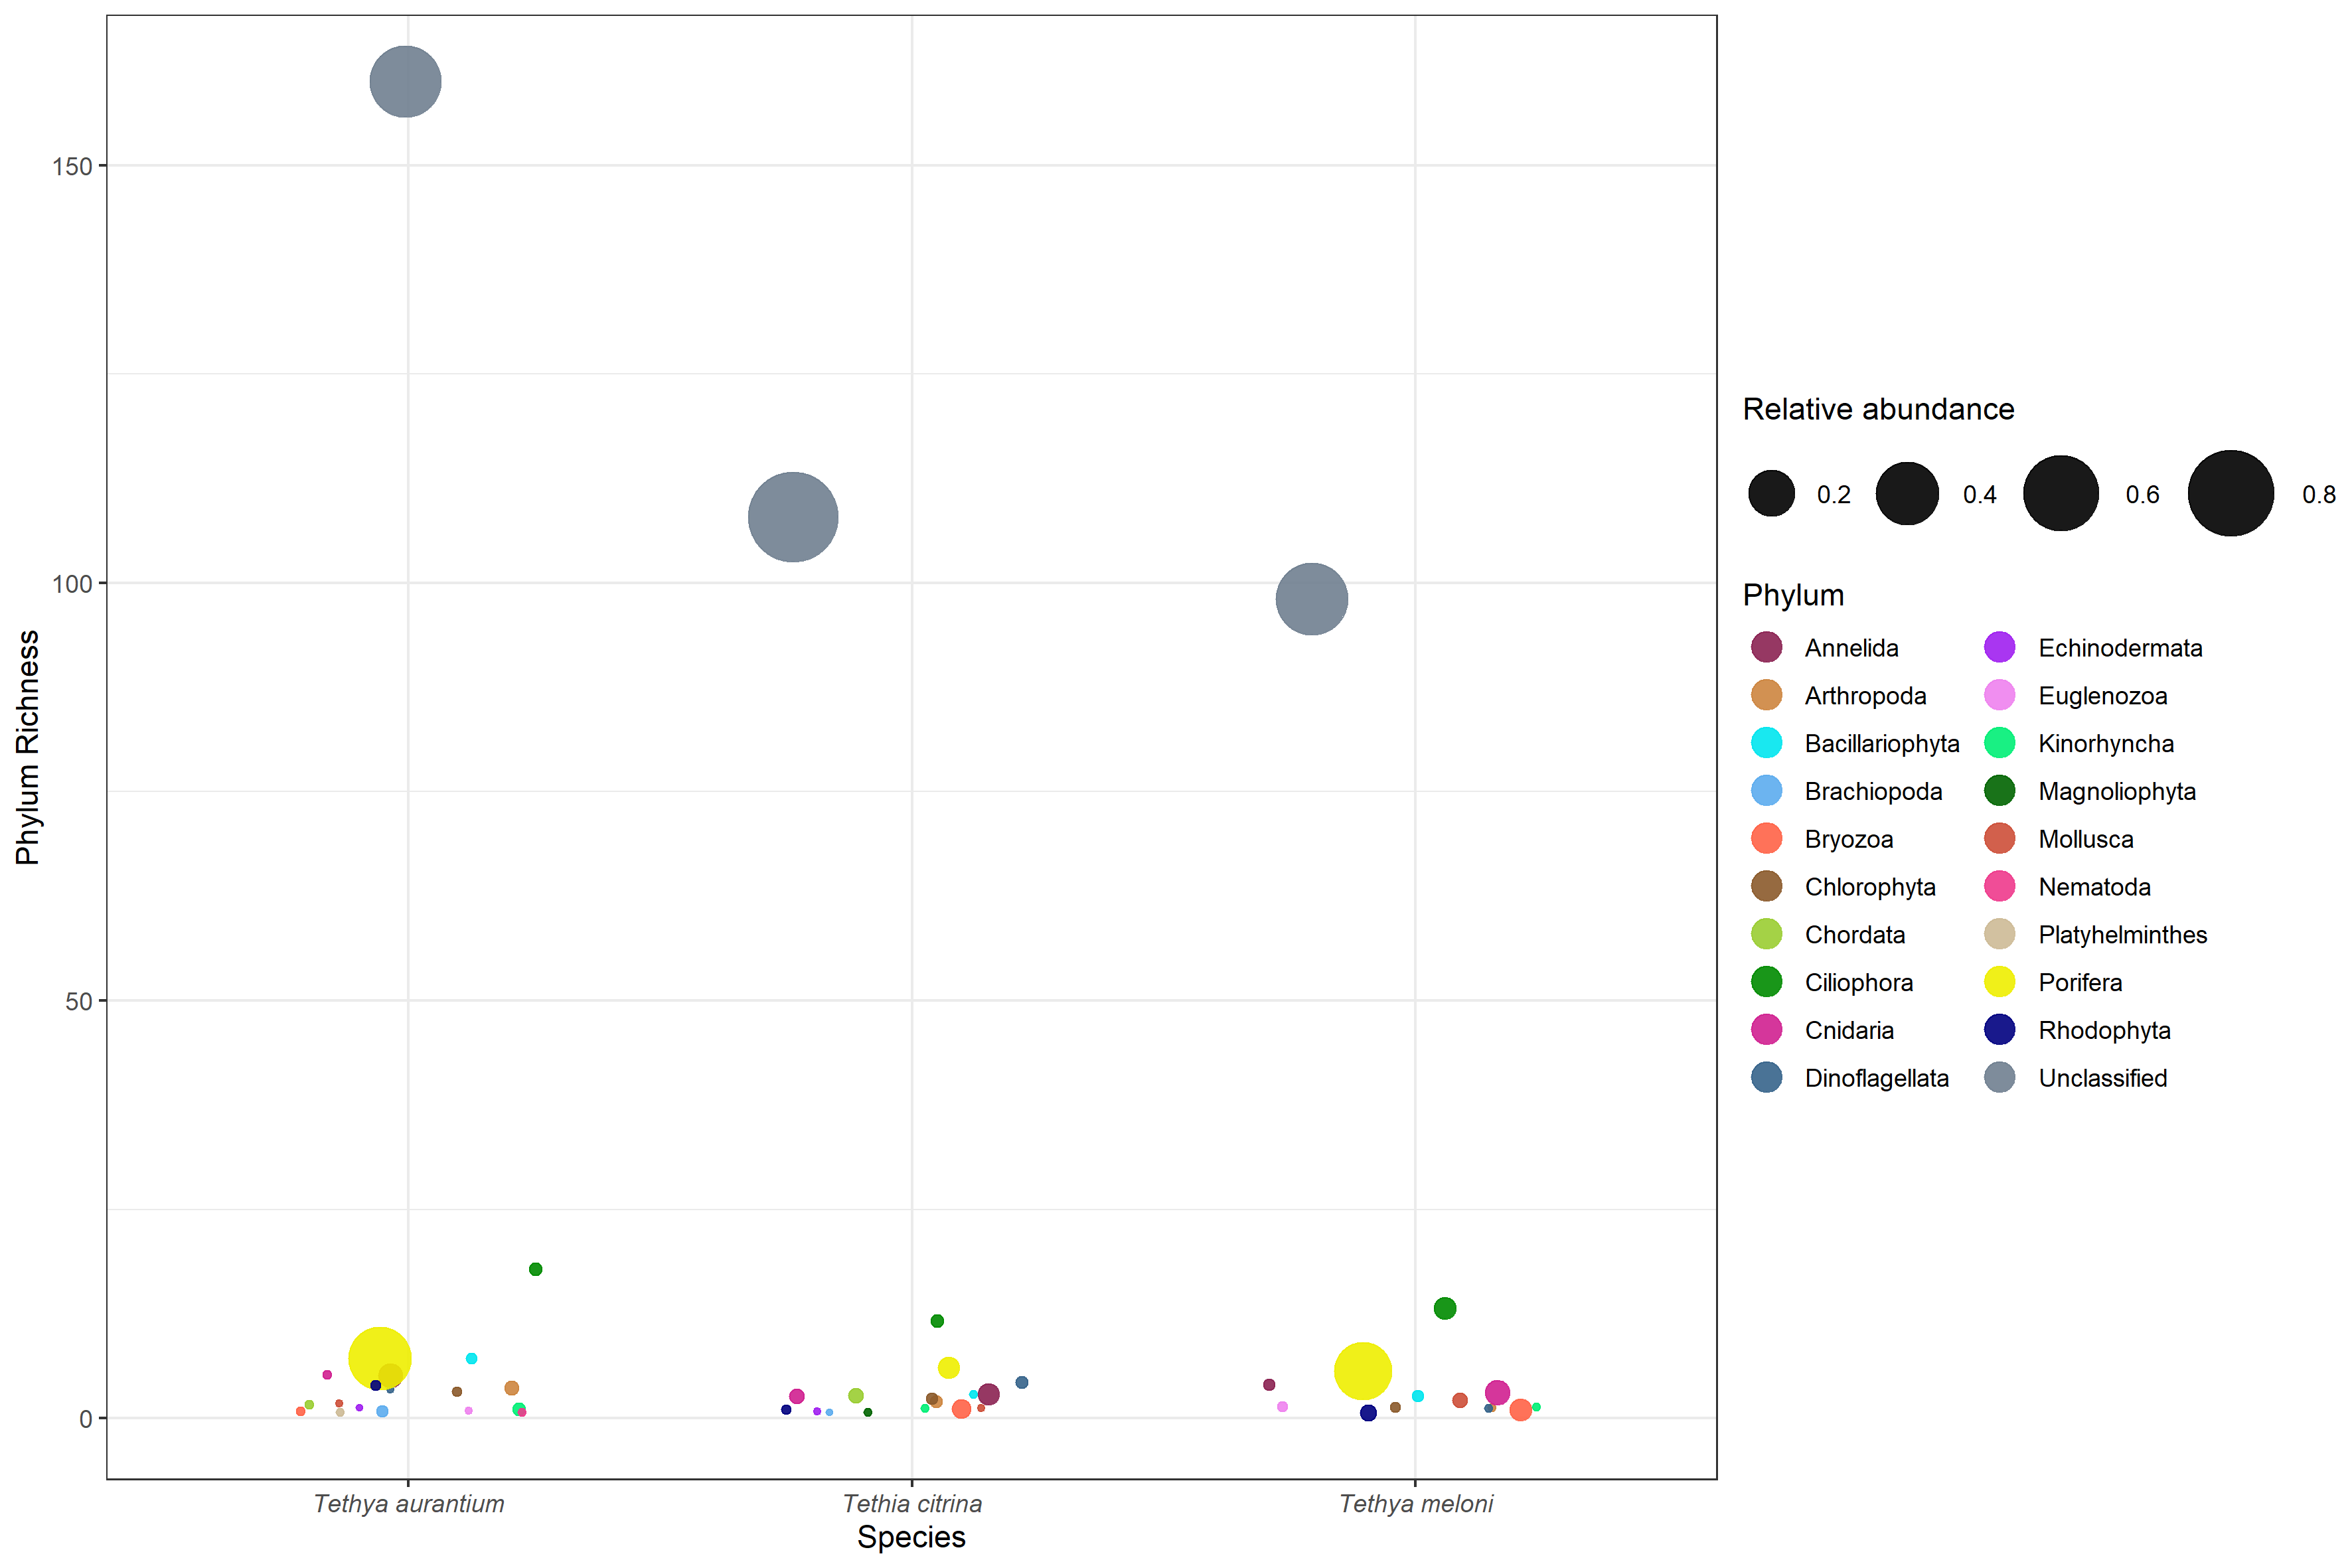 Phylum Richness
150
100
50
0
Tethya aurantium
Tethia citrina
Tethya meloni
Species
Relative abundance
0.2
0.4
0.6
0.8
Phylum
Annelida
Arthropoda
Bacillariophyta
Brachiopoda
Bryozoa
Chlorophyta
Chordata
Ciliophora
Cnidaria
Dinoflagellata
Echinodermata
Euglenozoa
Kinorhyncha
Magnoliophyta
Mollusca
Nematoda
Platyhelminthes
Porifera
Rhodophyta
Unclassified